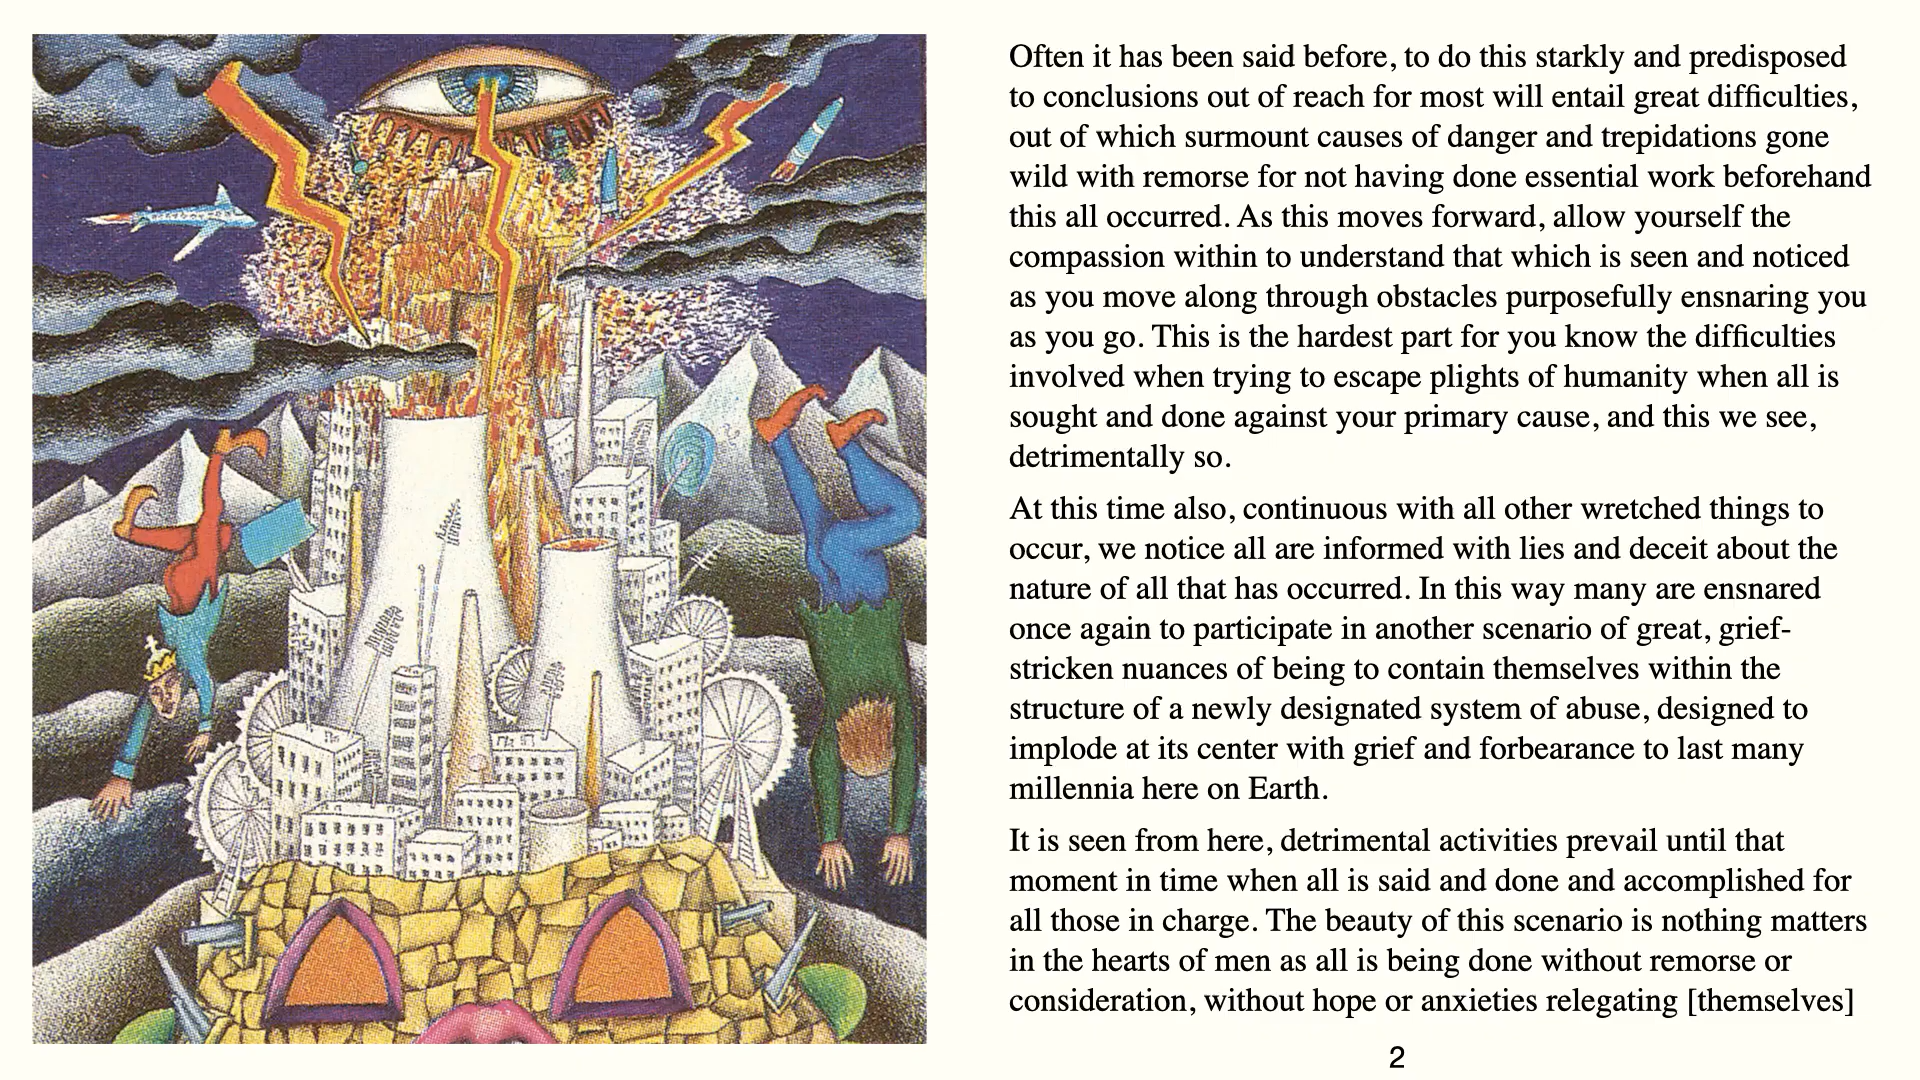 Often it has been said before, to do this starkly and predisposed
to conclusions out of reach for most will entail great difficulties,
out of which surmount causes of danger and trepidations gone
wild with remorse for not having done essential work beforehand
this all occurred. As this moves forward, allow yourself the
compassion within to understand that which is seen and noticed
as you move along through obstacles purposefully ensnaring you
as you go. This is the hardest part for you know the difficulties
involved when trying to escape plights of humanity when all is
sought and done against your primary cause, and this we see,
detrimentally so.
At this time also, continuous with all other wretched things to
occur, we notice all are informed with lies and deceit about the
nature of all that has occurred. In this way many are ensnared
once again to participate in another scenario of great, grief-
stricken nuances of being to contain themselves within the
structure of a newly designated system of abuse, designed to
implode at its center with grief and forbearance to last many
millennia here on Earth.
It is seen from here, detrimental activities prevail until that
moment in time when all is said and done and accomplished for
all those in charge. The beauty of this scenario is nothing matters
in the hearts of men as all is being done without remorse or
consideration, without hope or anxieties relegating [themselves]
2